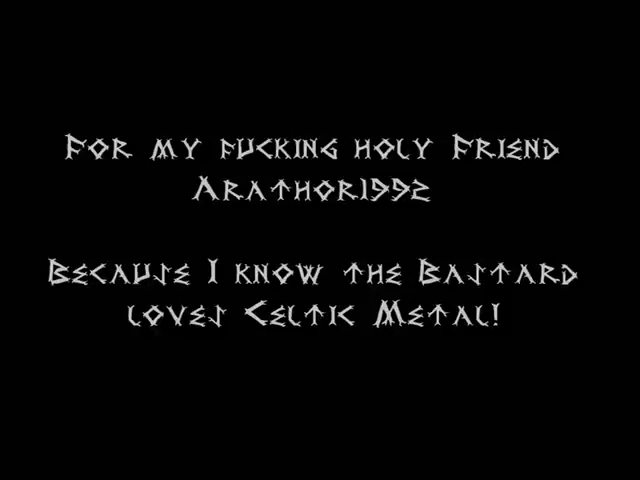 For my fucking holy Friend
Arathor1992
Because I know the Bastard
loves Celtic Metal!